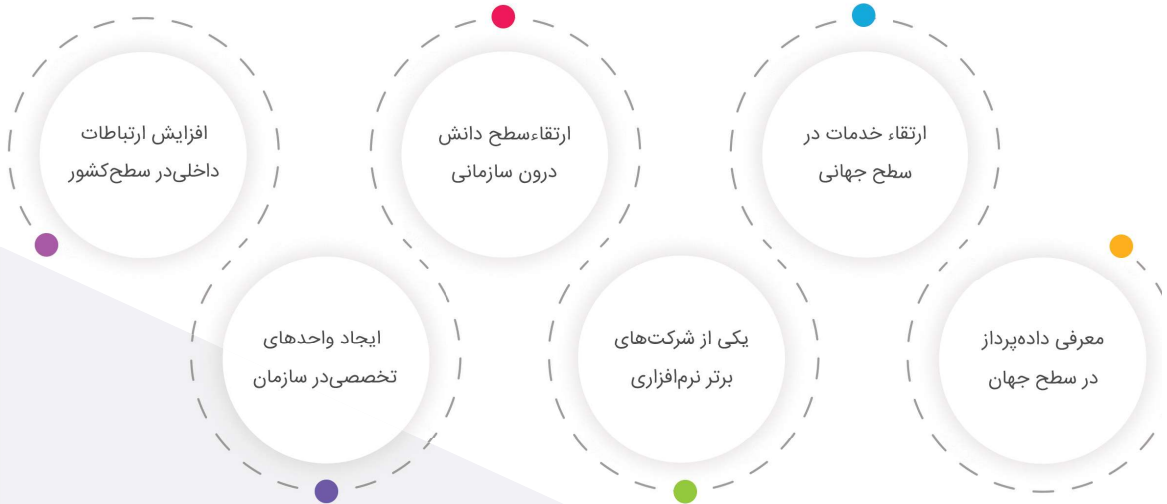 ارتقاء خدمات در
سطح جهانی
ارتقاءسطح دانش
درون سازمانی
افزایش ارتباطات
داخلی‌در سطح‌کشور
معرفی داده‌پرداز
در سطح جهان
یکی از شرکت‌های
برتر نرم‌افزاری
ایجاد واحدهای
تخصصی‌در سازمان